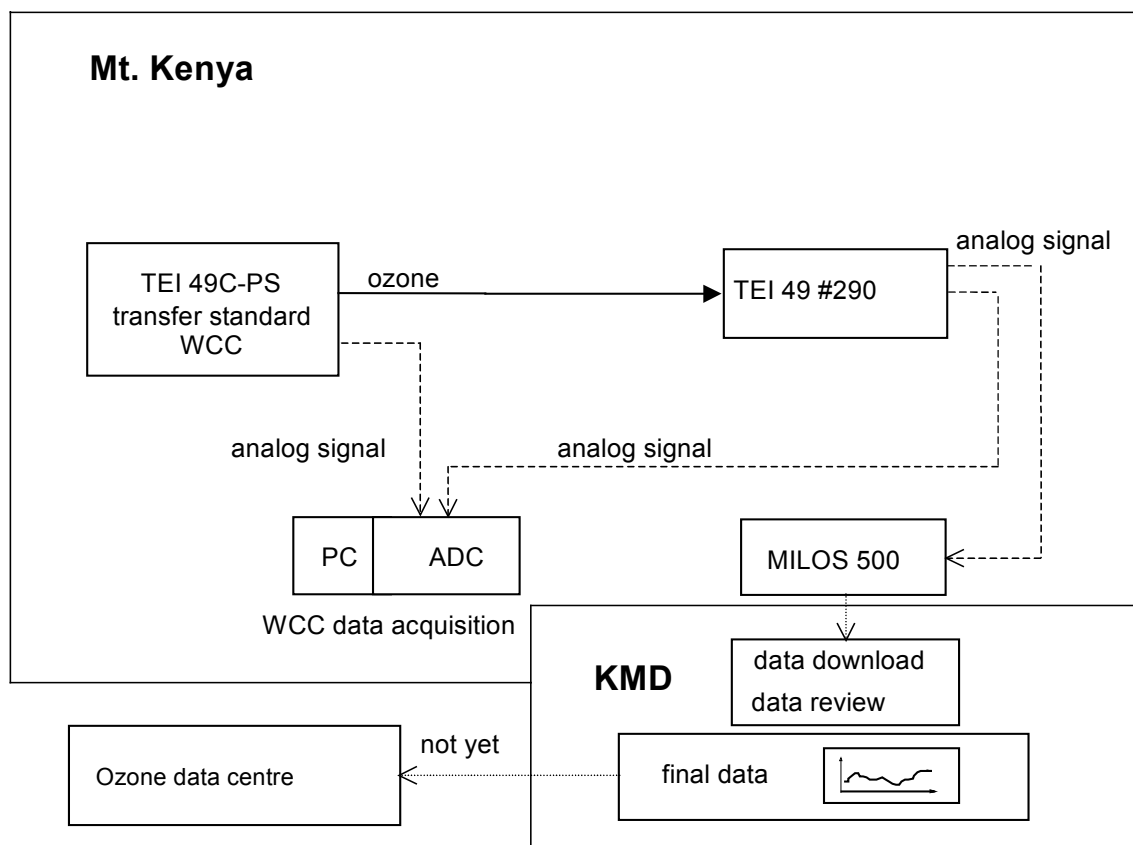 Mt. Kenya
analog signal
TEI 49C-PS
transfer standard
WCC
ozone
TEI 49 #290
analog signal
analog signal
PC
ADC
MILOS 500
WCC data acquisition
KMD
data download
data review
not yet
Ozone data centre
final data